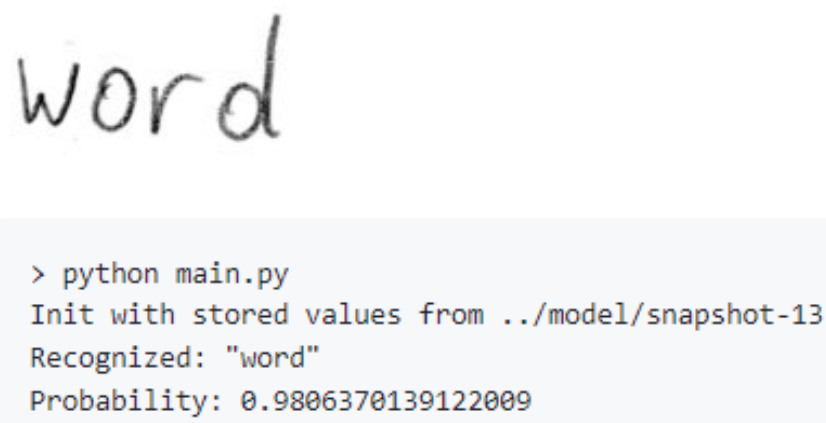 word
> python main.py
Init with stored values from ../model/snapshot-13
Recognized: "word"
Probability: 0.9806370139122009